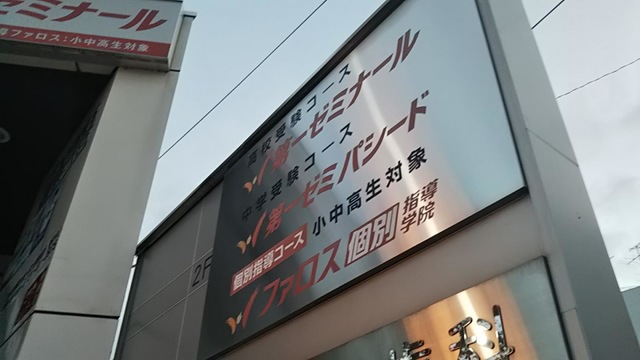 ゼミナール
導ファロス:小中高生対象
高校受験コース
第一ゼミナール
中学受験コース
第一ゼミパシード
個別指導コース 小中高生対象
ファロス個別指導学院
2F
科